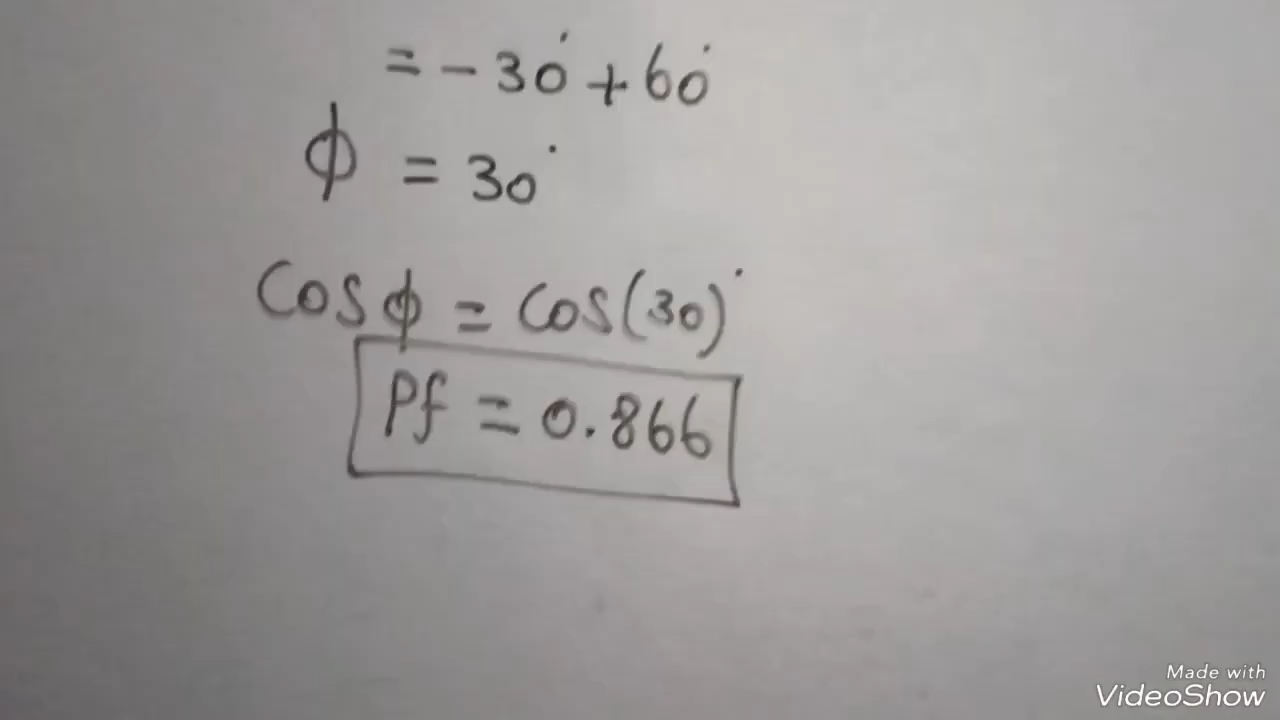 = - 30° + 60°
ϕ = 30°
Cos ϕ = Cos(30)°
Pf = 0.866
Made with
VideoShow